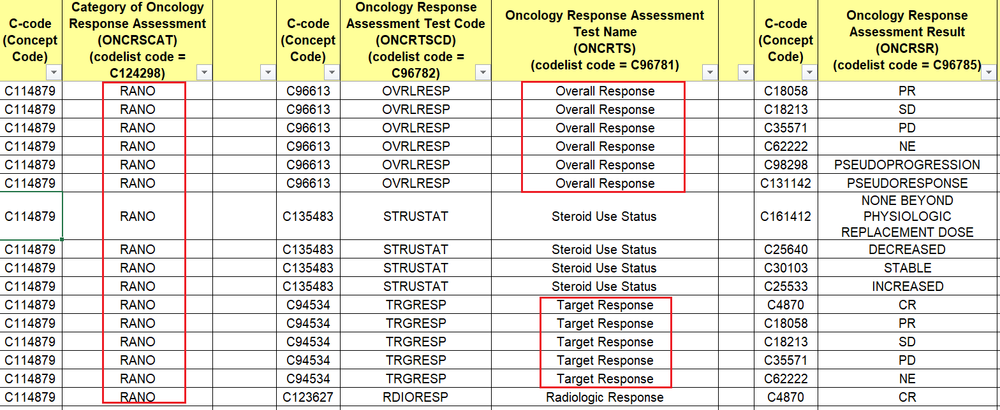 C-code (Concept Code) | Category of Oncology Response Assessment (ONCRSCAT) (codelist code = C124298) | C-code (Concept Code) | Oncology Response Assessment Test Code (ONCRTSCD) (codelist code = C96782) | Oncology Response Assessment Test Name (ONCRTS) (codelist code = C96781) | C-code (Concept Code) | Oncology Response Assessment Result (ONCRSR) (codelist code = C96785)
C114879 RANO C96613 OVRLRESP Overall Response C18058 PR
C114879 RANO C96613 OVRLRESP Overall Response C18213 SD
C114879 RANO C96613 OVRLRESP Overall Response C35571 PD
C114879 RANO C96613 OVRLRESP Overall Response C62222 NE
C114879 RANO C96613 OVRLRESP Overall Response C98298 PSEUDOPROGRESSION
C114879 RANO C96613 OVRLRESP Overall Response C131142 PSEUDORESPONSE
C114879 RANO C135483 STRUSTAT Steroid Use Status C161412 NONE BEYOND PHYSIOLOGIC REPLACEMENT DOSE
C114879 RANO C135483 STRUSTAT Steroid Use Status C25640 DECREASED
C114879 RANO C135483 STRUSTAT Steroid Use Status C30103 STABLE
C114879 RANO C135483 STRUSTAT Steroid Use Status C25533 INCREASED
C114879 RANO C94534 TRGRESP Target Response C4870 CR
C114879 RANO C94534 TRGRESP Target Response C18058 PR
C114879 RANO C94534 TRGRESP Target Response C18213 SD
C114879 RANO C94534 TRGRESP Target Response C35571 PD
C114879 RANO C94534 TRGRESP Target Response C62222 NE
C114879 RANO C123627 RDIORESP Radiologic Response C4870 CR